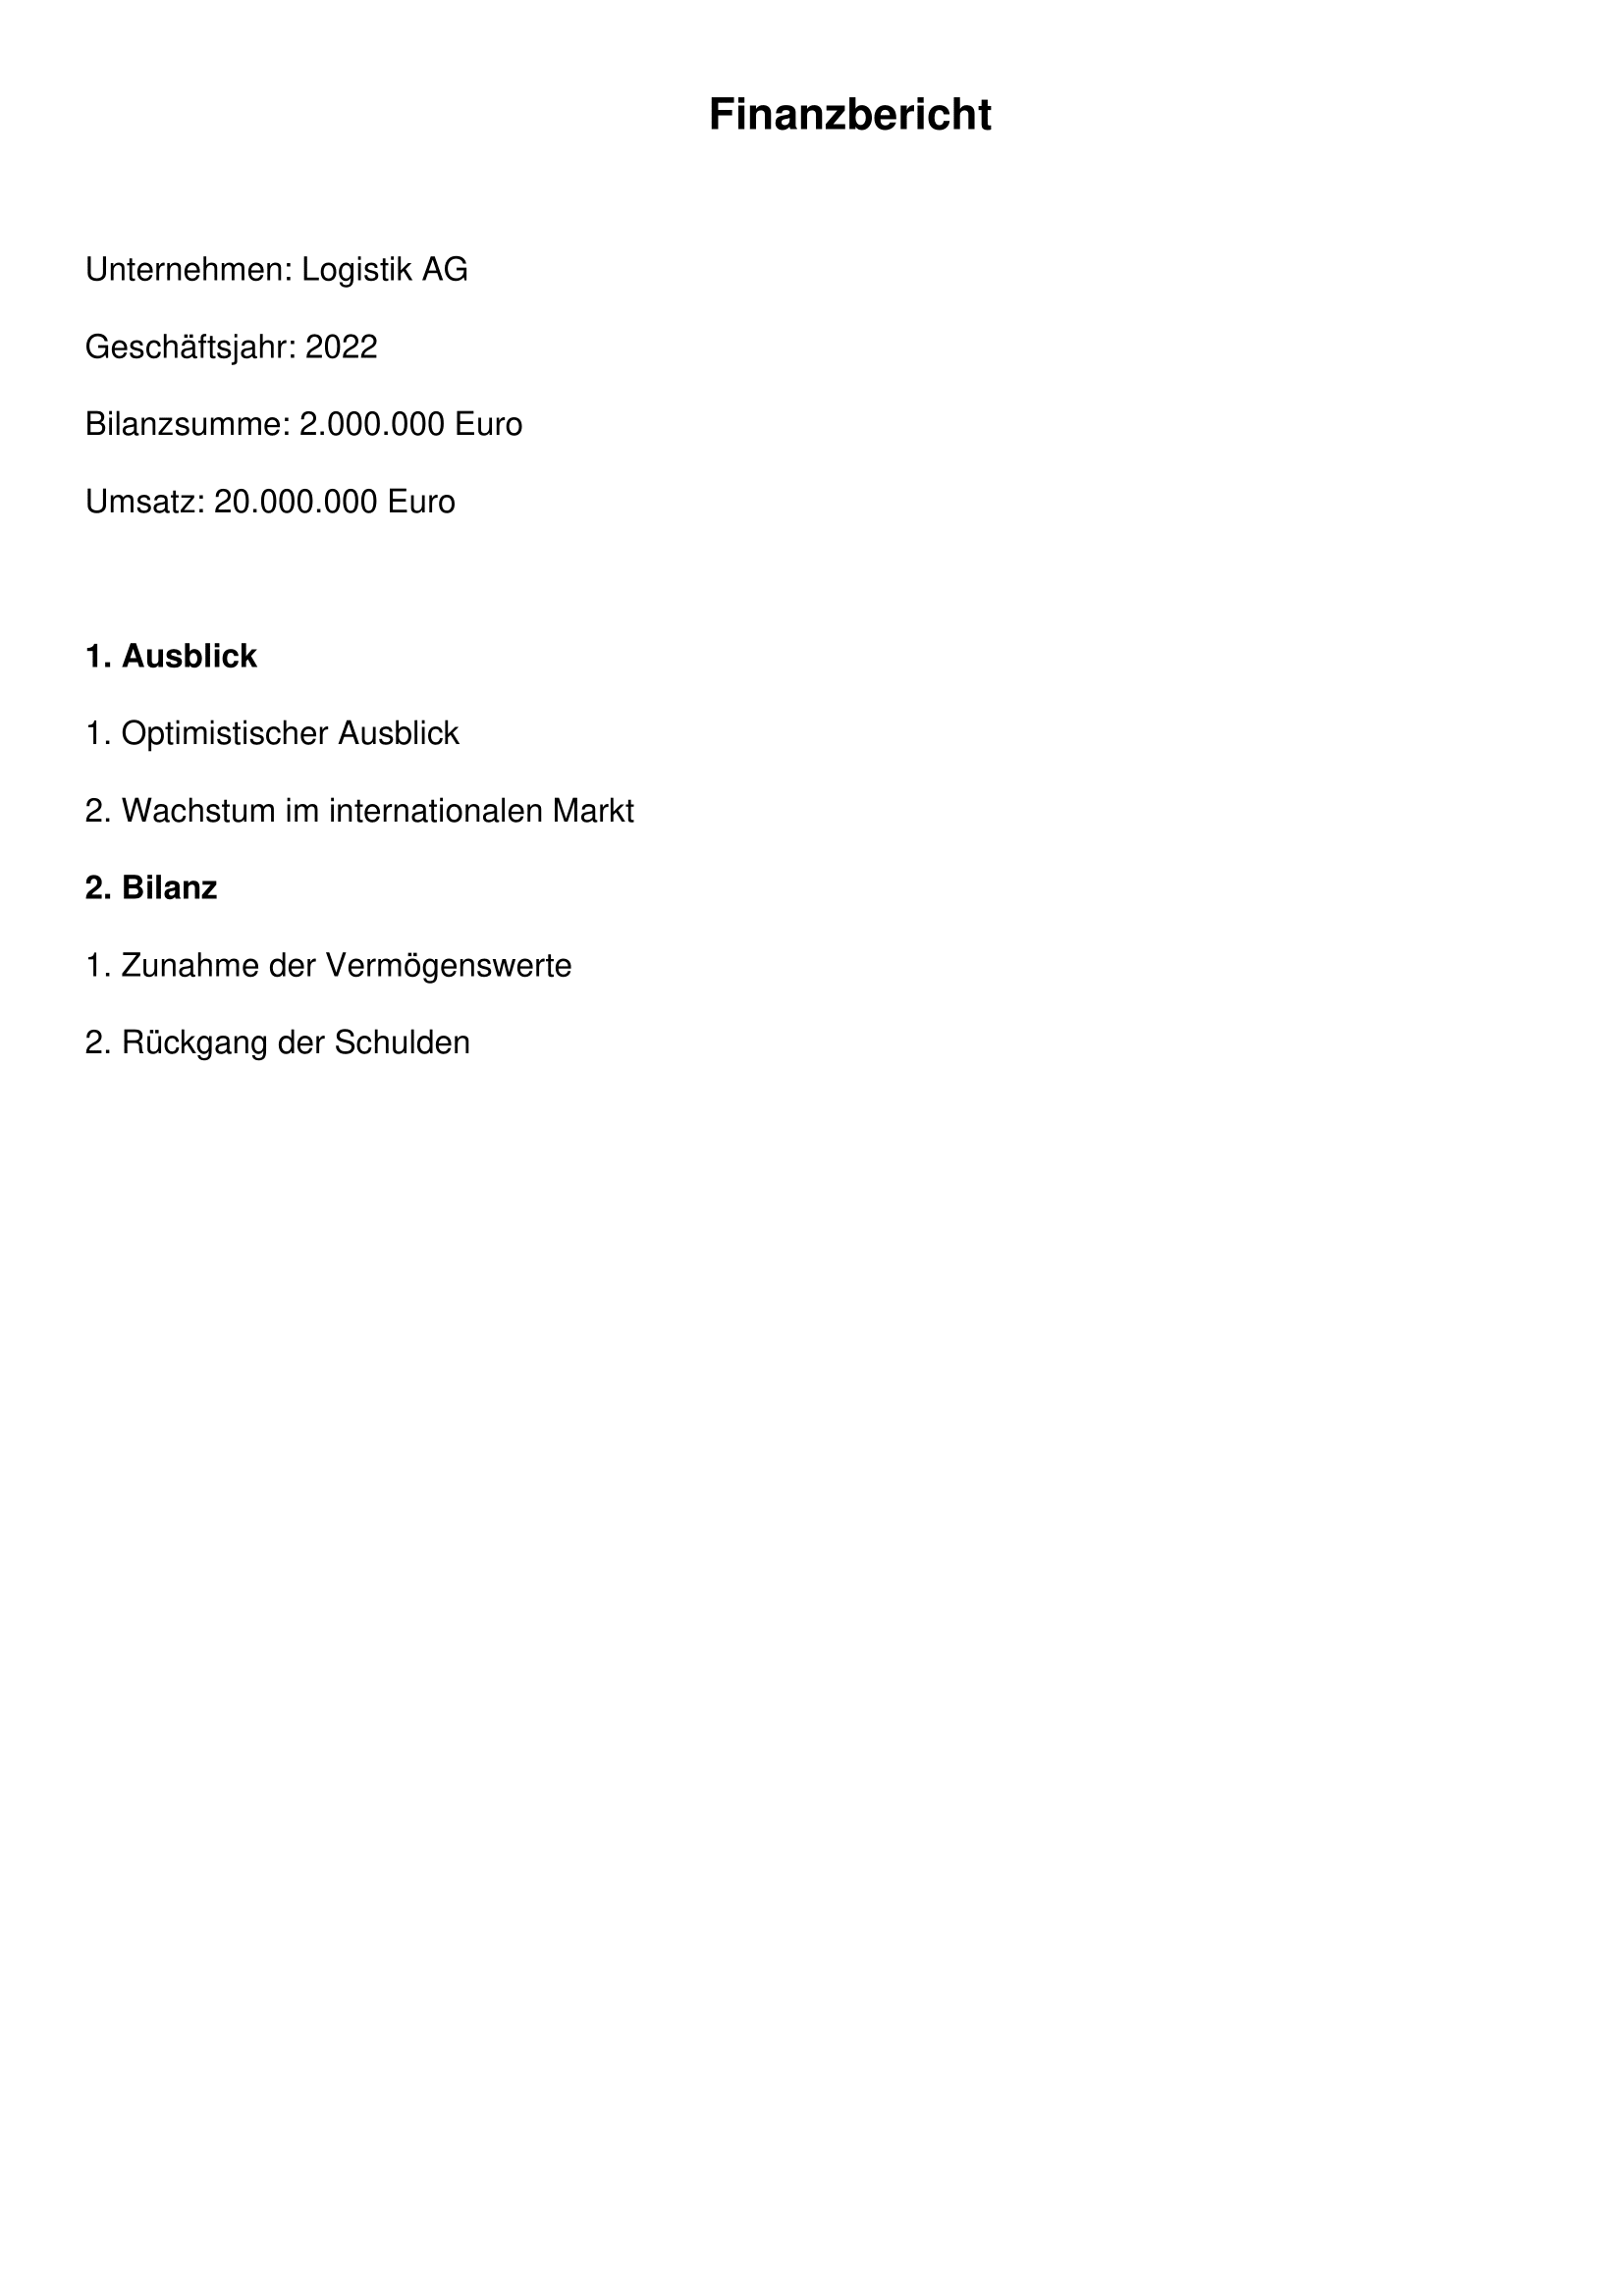 Finanzbericht
Unternehmen: Logistik AG
Geschäftsjahr: 2022
Bilanzsumme: 2.000.000 Euro
Umsatz: 20.000.000 Euro
1. Ausblick
1. Optimistischer Ausblick
2. Wachstum im internationalen Markt
2. Bilanz
1. Zunahme der Vermögenswerte
2. Rückgang der Schulden